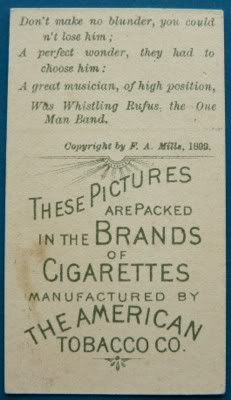 Don't make no blunder, you could
n't lose him;
A perfect wonder, they had to
choose him:
A great musician, of high position,
Was Whistling Rufus, the One
Man Band.
Copyright by F. A. Mills, 1899.
THESE PICTURES
ARE PACKED
IN THE BRANDS
OF
CIGARETTES
MANUFACTURED BY
THE AMERICAN
TOBACCO CO.